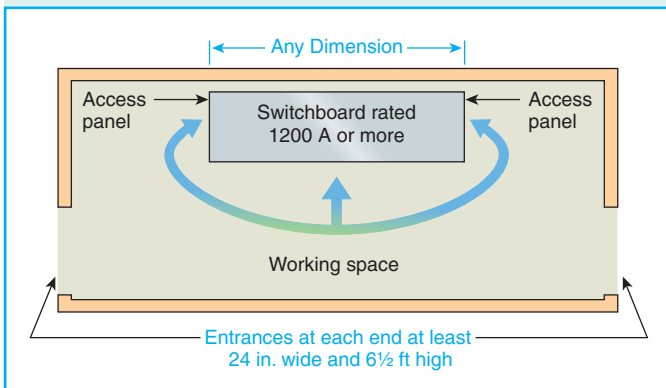 Any Dimension
Access
panel
Switchboard rated
1200 A or more
Access
panel
Working space
Entrances at each end at least
24 in. wide and 6½ ft high